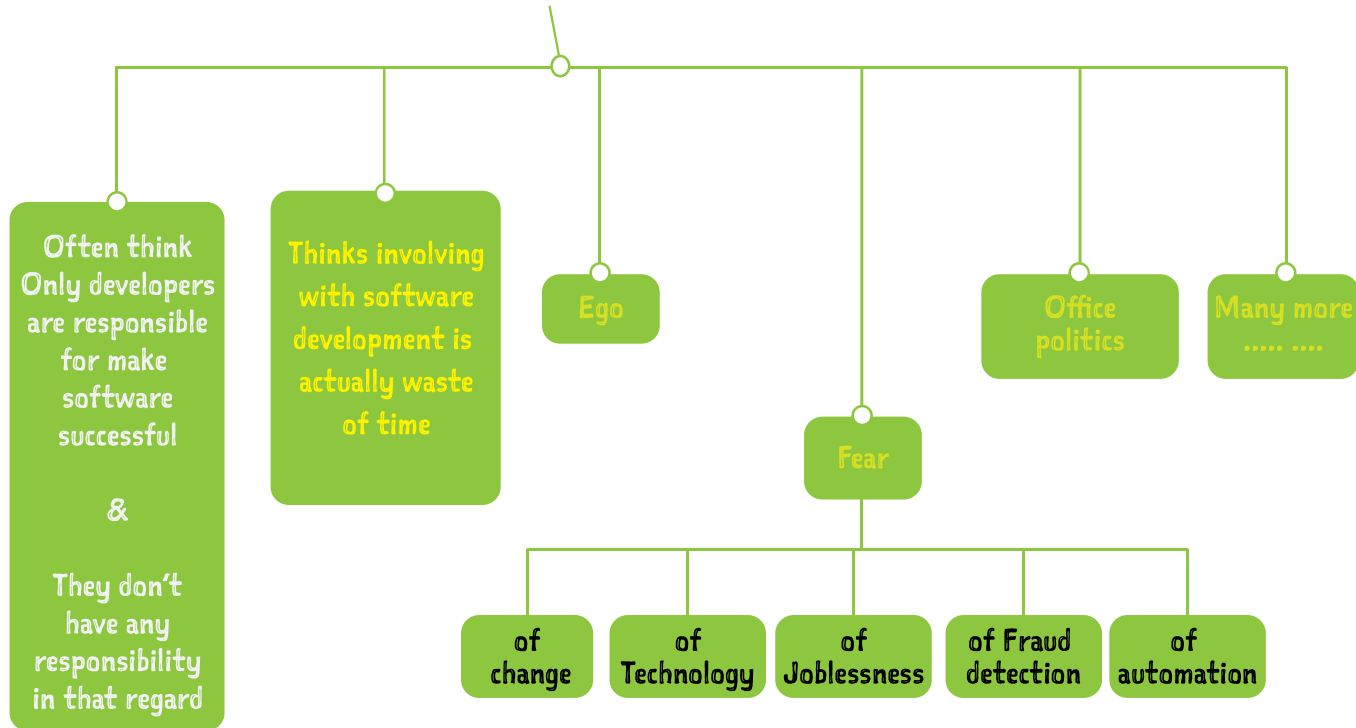 Often think
Only developers
are responsible
for make
software
successful
&
They don't
have any
responsibility
in that regard
Thinks involving
with software
development is
actually waste
of time
Ego
Fear
of
change
of
Technology
of
Joblessness
of Fraud
detection
of
automation
Office
politics
Many more
..... ....